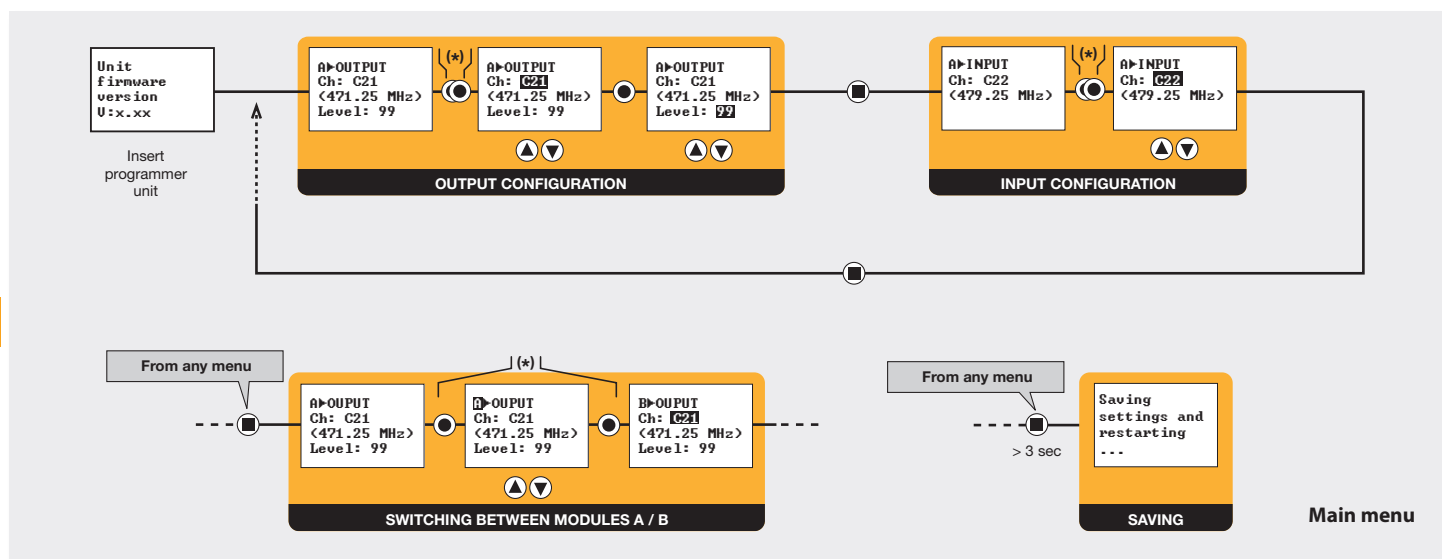 Unit
firmware
version
V:x.xx
Insert
programmer
unit
A▶OUTPUT
Ch: C21
(471.25 MHz)
Level: 99
(*)
A▶OUTPUT
Ch: C21
(471.25 MHz)
Level: 99
A▶OUTPUT
Ch: C21
(471.25 MHz)
Level: 99
OUTPUT CONFIGURATION
A▶INPUT
Ch: C22
(479.25 MHz)
(*)
A▶INPUT
Ch: C22
(479.25 MHz)
INPUT CONFIGURATION
From any menu
A▶OUPUT
Ch: C21
(471.25 MHz)
Level: 99
(*)
A▶OUPUT
Ch: C21
(471.25 MHz)
Level: 99
B▶OUPUT
Ch: C21
(471.25 MHz)
Level: 99
SWITCHING BETWEEN MODULES A / B
From any menu
> 3 sec
Saving
settings and
restarting
...
SAVING
Main menu